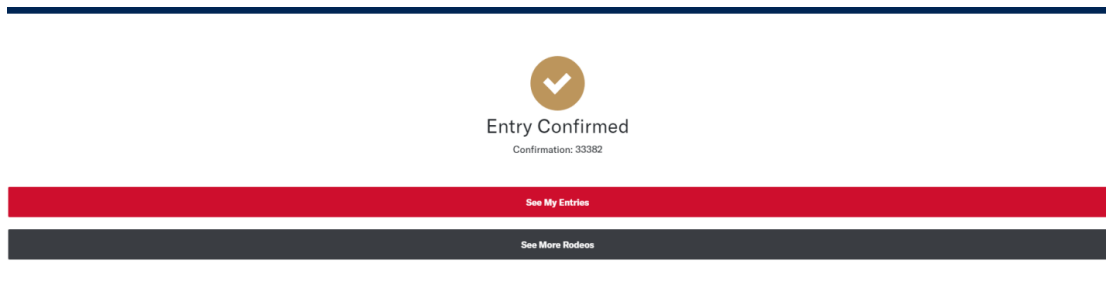 Entry Confirmed
Confirmation: 33382
See My Entries
See More Rodeos